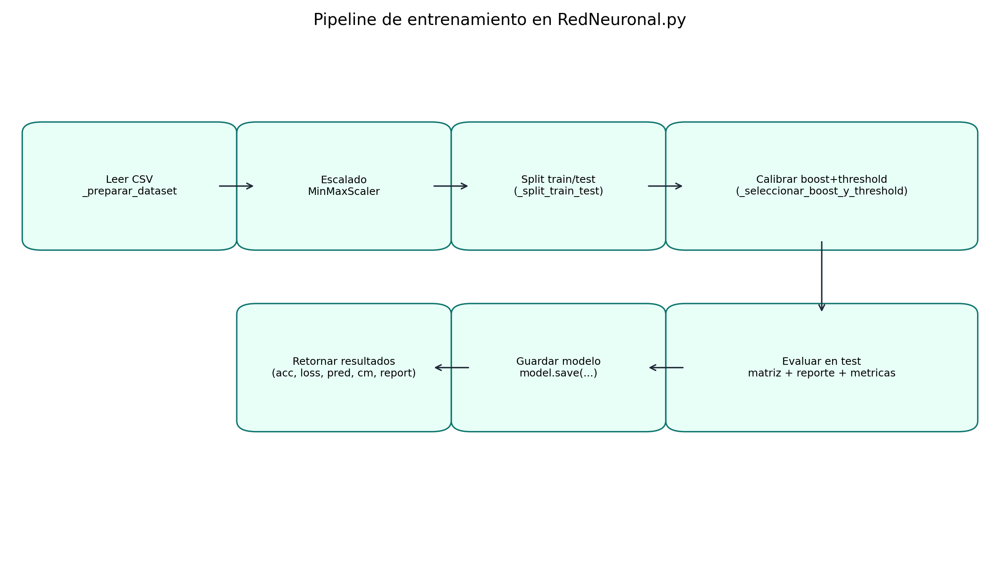 Pipeline de entrenamiento en RedNeuronal.py
Leer CSV
_preparar_dataset
Escalado
MinMaxScaler
Split train/test
(_split_train_test)
Calibrar boost+threshold
(_seleccionar_boost_y_threshold)
Retornar resultados
(acc, loss, pred, cm, report)
Guardar modelo
model.save(...)
Evaluar en test
matriz + reporte + metricas